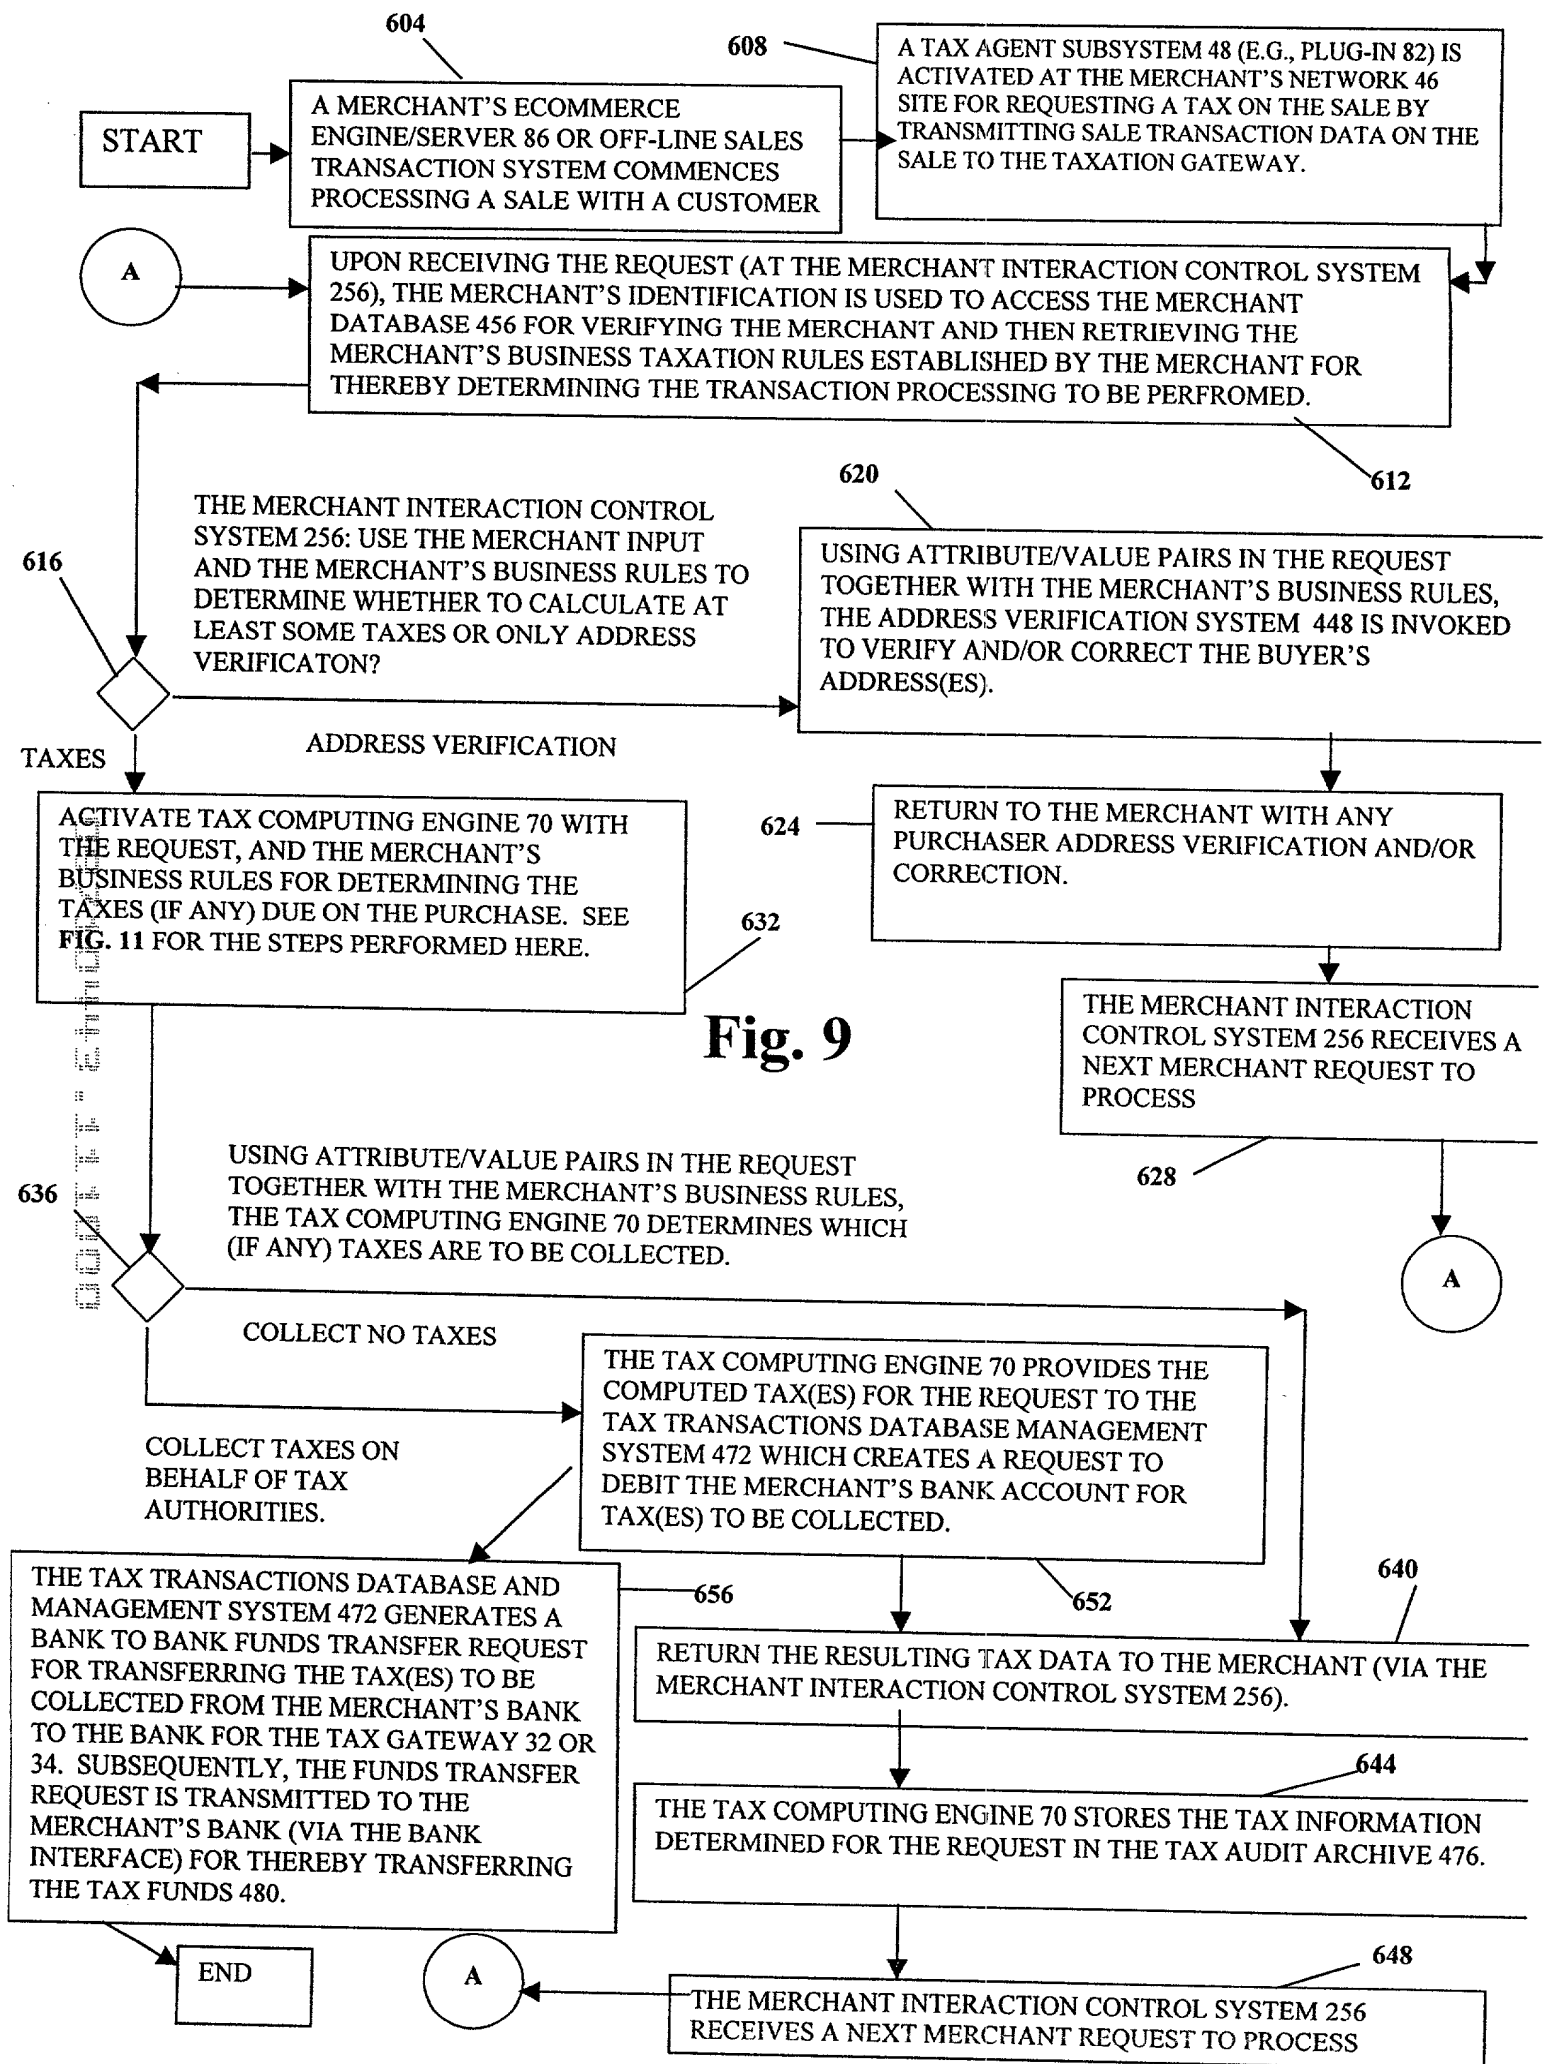 604
608
START
A MERCHANT'S ECOMMERCE
ENGINE/SERVER 86 OR OFF-LINE SALES
TRANSACTION SYSTEM COMMENCES
PROCESSING A SALE WITH A CUSTOMER
A TAX AGENT SUBSYSTEM 48 (E.G., PLUG-IN 82) IS
ACTIVATED AT THE MERCHANT'S NETWORK 46
SITE FOR REQUESTING A TAX ON THE SALE BY
TRANSMITTING SALE TRANSACTION DATA ON THE
SALE TO THE TAXATION GATEWAY.
A
UPON RECEIVING THE REQUEST (AT THE MERCHANT INTERACTION CONTROL SYSTEM
256), THE MERCHANT'S IDENTIFICATION IS USED TO ACCESS THE MERCHANT
DATABASE 456 FOR VERIFYING THE MERCHANT AND THEN RETRIEVING THE
MERCHANT'S BUSINESS TAXATION RULES ESTABLISHED BY THE MERCHANT FOR
THEREBY DETERMINING THE TRANSACTION PROCESSING TO BE PERFROMED.
612
616
THE MERCHANT INTERACTION CONTROL
SYSTEM 256: USE THE MERCHANT INPUT
AND THE MERCHANT'S BUSINESS RULES TO
DETERMINE WHETHER TO CALCULATE AT
LEAST SOME TAXES OR ONLY ADDRESS
VERIFICATON?
620
USING ATTRIBUTE/VALUE PAIRS IN THE REQUEST
TOGETHER WITH THE MERCHANT'S BUSINESS RULES,
THE ADDRESS VERIFICATION SYSTEM 448 IS INVOKED
TO VERIFY AND/OR CORRECT THE BUYER'S
ADDRESS(ES).
TAXES
ADDRESS VERIFICATION
624
RETURN TO THE MERCHANT WITH ANY
PURCHASER ADDRESS VERIFICATION AND/OR
CORRECTION.
ACTIVATE TAX COMPUTING ENGINE 70 WITH
THE REQUEST, AND THE MERCHANT'S
BUSINESS RULES FOR DETERMINING THE
TAXES (IF ANY) DUE ON THE PURCHASE. SEE
FIG. 11 FOR THE STEPS PERFORMED HERE.
632
Fig. 9
THE MERCHANT INTERACTION
CONTROL SYSTEM 256 RECEIVES A
NEXT MERCHANT REQUEST TO
PROCESS
628
A
636
USING ATTRIBUTE/VALUE PAIRS IN THE REQUEST
TOGETHER WITH THE MERCHANT'S BUSINESS RULES,
THE TAX COMPUTING ENGINE 70 DETERMINES WHICH
(IF ANY) TAXES ARE TO BE COLLECTED.
COLLECT NO TAXES
COLLECT TAXES ON
BEHALF OF TAX
AUTHORITIES.
THE TAX COMPUTING ENGINE 70 PROVIDES THE
COMPUTED TAX(ES) FOR THE REQUEST TO THE
TAX TRANSACTIONS DATABASE MANAGEMENT
SYSTEM 472 WHICH CREATES A REQUEST TO
DEBIT THE MERCHANT'S BANK ACCOUNT FOR
TAX(ES) TO BE COLLECTED.
652
640
THE TAX TRANSACTIONS DATABASE AND
MANAGEMENT SYSTEM 472 GENERATES A
BANK TO BANK FUNDS TRANSFER REQUEST
FOR TRANSFERRING THE TAX(ES) TO BE
COLLECTED FROM THE MERCHANT'S BANK
TO THE BANK FOR THE TAX GATEWAY 32 OR
34. SUBSEQUENTLY, THE FUNDS TRANSFER
REQUEST IS TRANSMITTED TO THE
MERCHANT'S BANK (VIA THE BANK
INTERFACE) FOR THEREBY TRANSFERRING
THE TAX FUNDS 480.
656
RETURN THE RESULTING TAX DATA TO THE MERCHANT (VIA THE
MERCHANT INTERACTION CONTROL SYSTEM 256).
644
THE TAX COMPUTING ENGINE 70 STORES THE TAX INFORMATION
DETERMINED FOR THE REQUEST IN THE TAX AUDIT ARCHIVE 476.
END
A
648
THE MERCHANT INTERACTION CONTROL SYSTEM 256
RECEIVES A NEXT MERCHANT REQUEST TO PROCESS